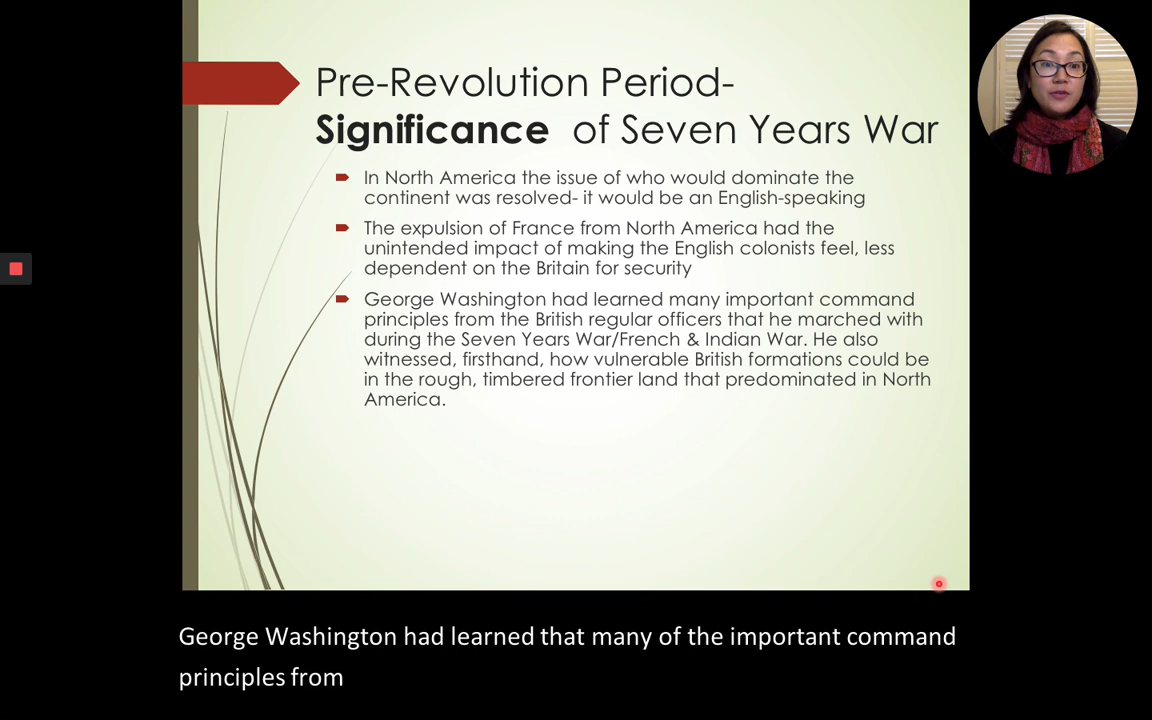 Pre-Revolution Period-
Significance of Seven Years War
In North America the issue of who would dominate the
continent was resolved- it would be an English-speaking
The expulsion of France from North America had the
unintended impact of making the English colonists feel, less
dependent on the Britain for security
George Washington had learned many important command
principles from the British regular officers that he marched with
during the Seven Years War/French & Indian War. He also
witnessed, firsthand, how vulnerable British formations could be
in the rough, timbered frontier land that predominated in North
America.
George Washington had learned that many of the important command
principles from